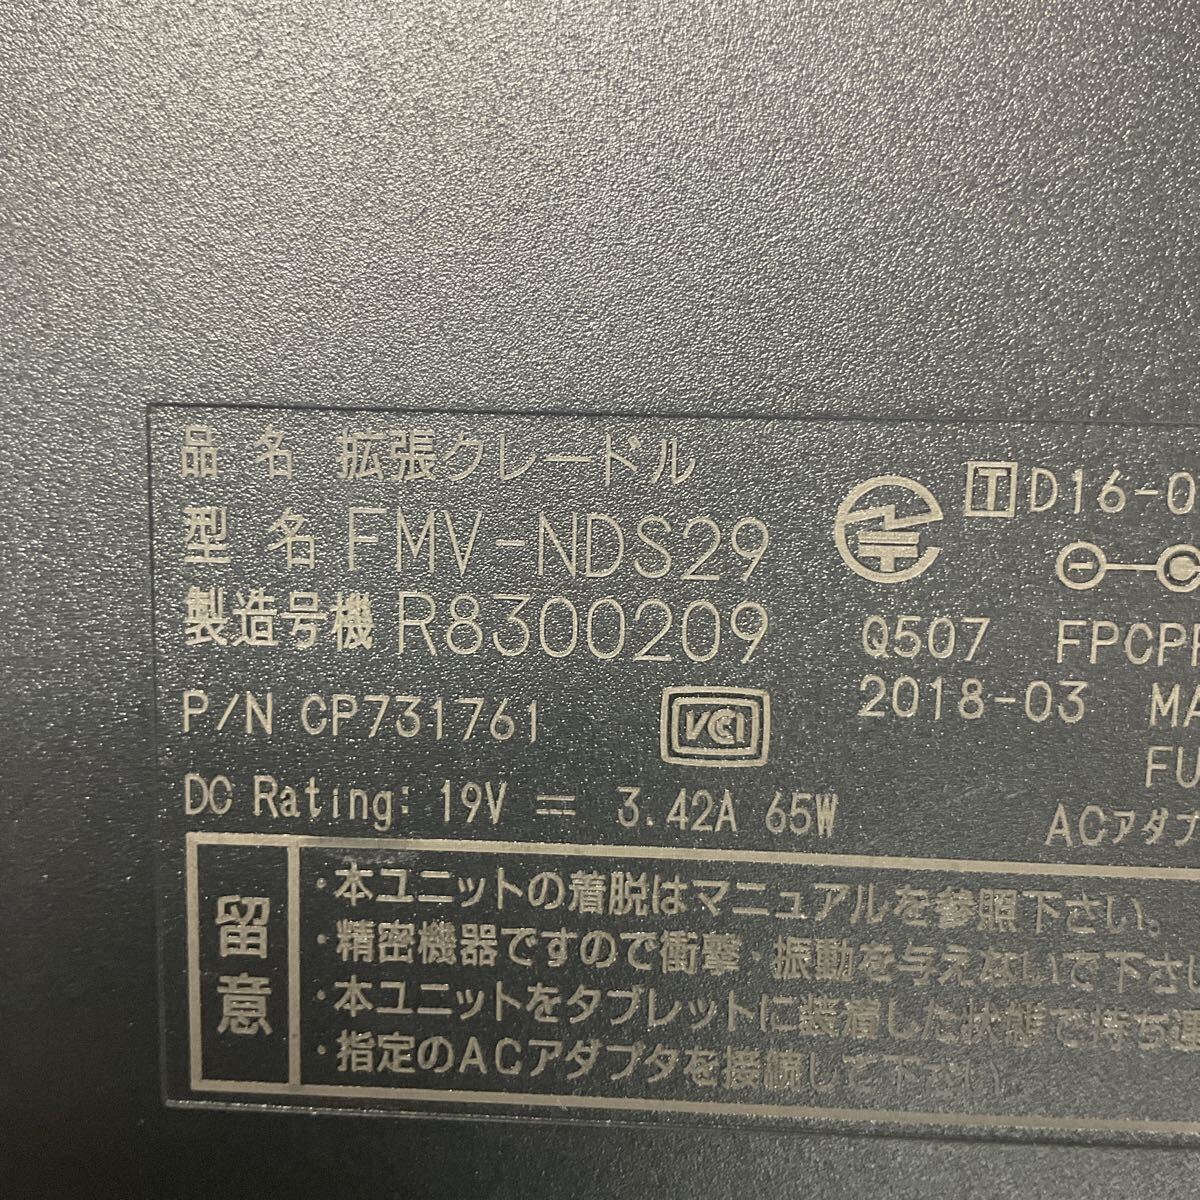 品 名 拡張クレードル
型 名 FMV-NDS29
製造号機 R8300209
P/N CP731761
VCI
DC Rating: 19V ⎓ 3.42A 65W
T D16-0
Q507 FPCP
2018-03 MA
FU
ACアダプ
留意
・本ユニットの着脱はマニュアルを参照下さい。
・精密機器ですので衝撃・振動を与えないで下さい
・本ユニットをタブレットに装着した状態で持ち運
・指定のACアダプタを接続して下さい